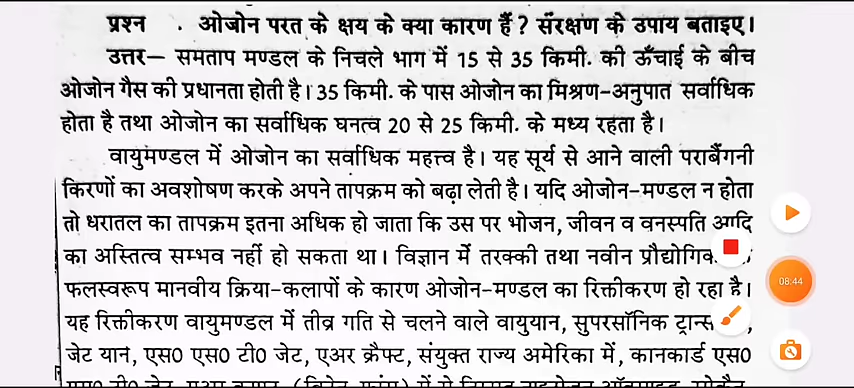 प्रश्न . ओजोन परत के क्षय के क्या कारण हैं? संरक्षण के उपाय बताइए।
उत्तर— समताप मण्डल के निचले भाग में 15 से 35 किमी. की ऊँचाई के बीच
ओजोन गैस की प्रधानता होती है। 35 किमी. के पास ओजोन का मिश्रण-अनुपात सर्वाधिक
होता है तथा ओजोन का सर्वाधिक घनत्व 20 से 25 किमी. के मध्य रहता है।
वायुमण्डल में ओजोन का सर्वाधिक महत्त्व है। यह सूर्य से आने वाली पराबैंगनी
किरणों का अवशोषण करके अपने तापक्रम को बढ़ा लेती है। यदि ओजोन-मण्डल न होता
तो धरातल का तापक्रम इतना अधिक हो जाता कि उस पर भोजन, जीवन व वनस्पति आदि
का अस्तित्व सम्भव नहीं हो सकता था। विज्ञान में तरक्की तथा नवीन
फलस्वरूप मानवीय क्रिया-कलापों के कारण ओजोन-मण्डल का रिक्तीकरण हो रहा है।
08:44
यह रिक्तीकरण वायुमण्डल में तीव्र गति से चलने वाले वायुयान, सुपरसॉनिक
जेट यान, एस0 एस0 टी0 जेट, एअर क्रैफ्ट, संयुक्त राज्य अमेरिका में, कानकार्ड एस0